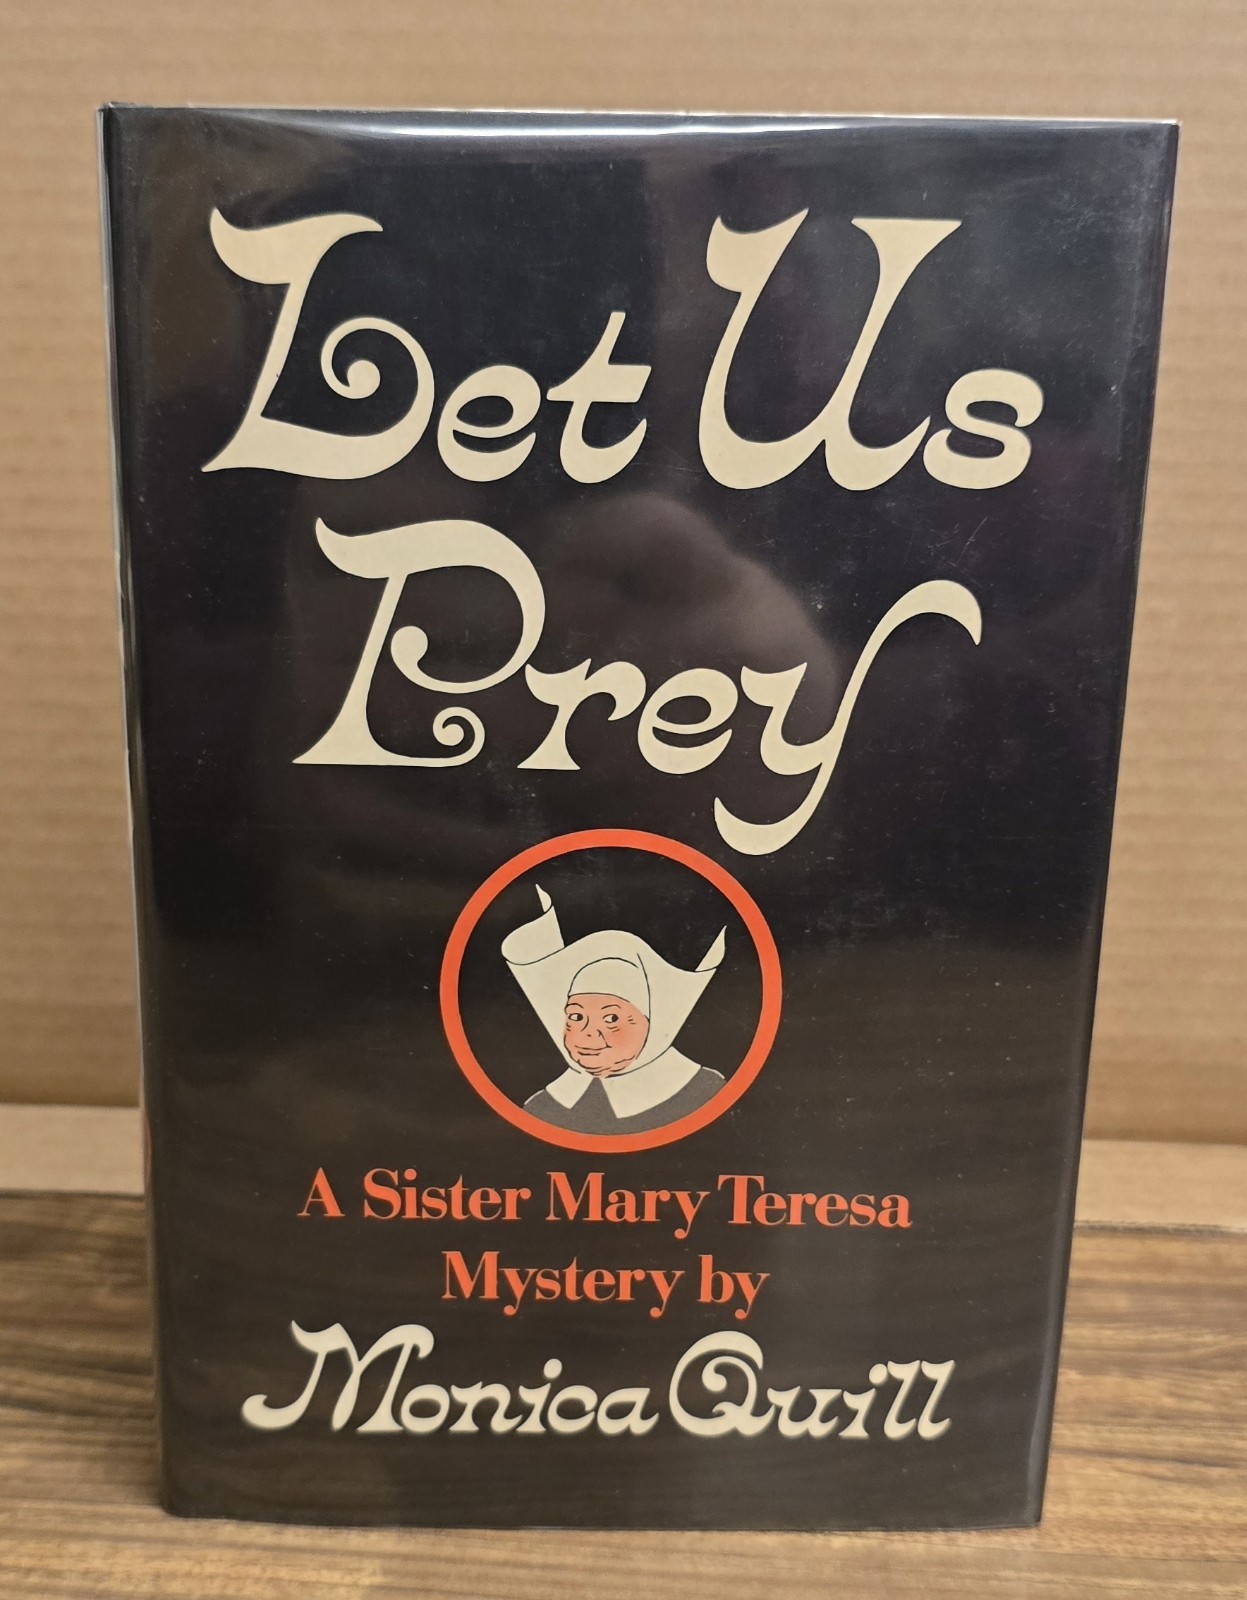 Let Us
Prey
A Sister Mary Teresa
Mystery by
Monica Quill